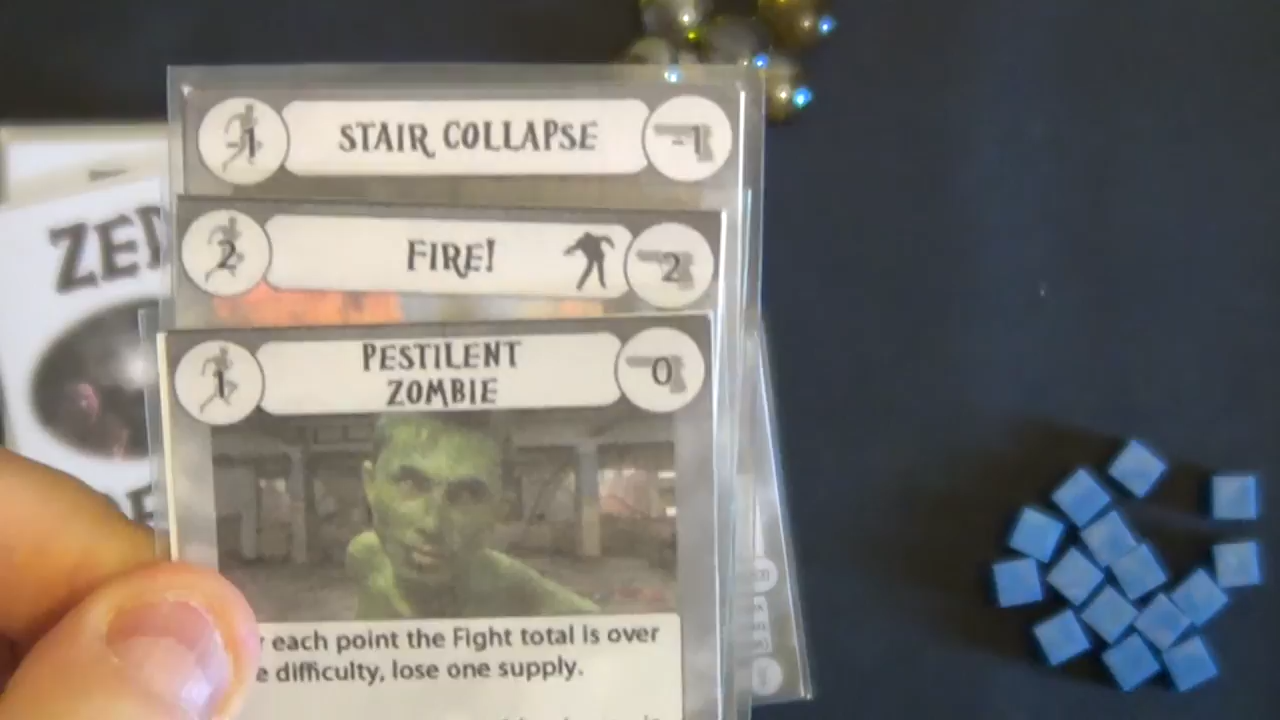 -1 STAIR COLLAPSE -1
2 FIRE! 2
1 PESTILENT 0
ZOMBIE
each point the Fight total is over
difficulty, lose one supply.